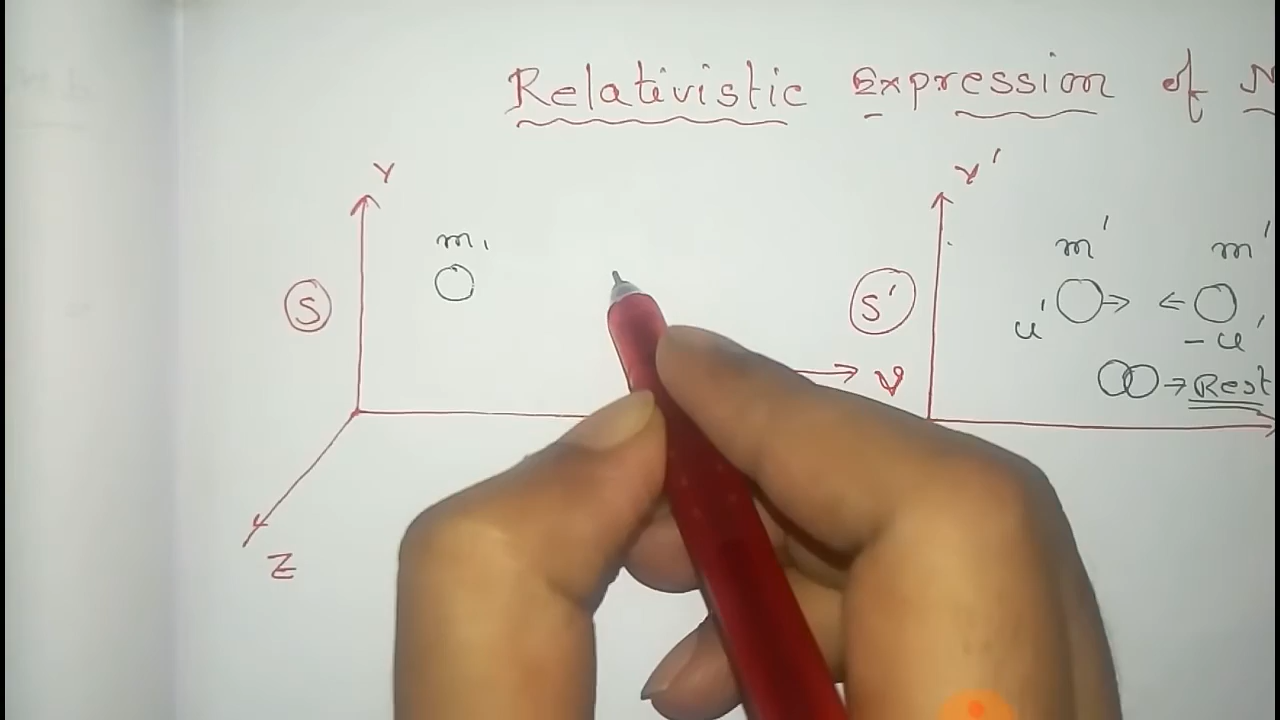 Relativistic Expression of
Y
Y'
m₁
m'
m'
S
S'
u'
-u'
v
→ Rest
Z